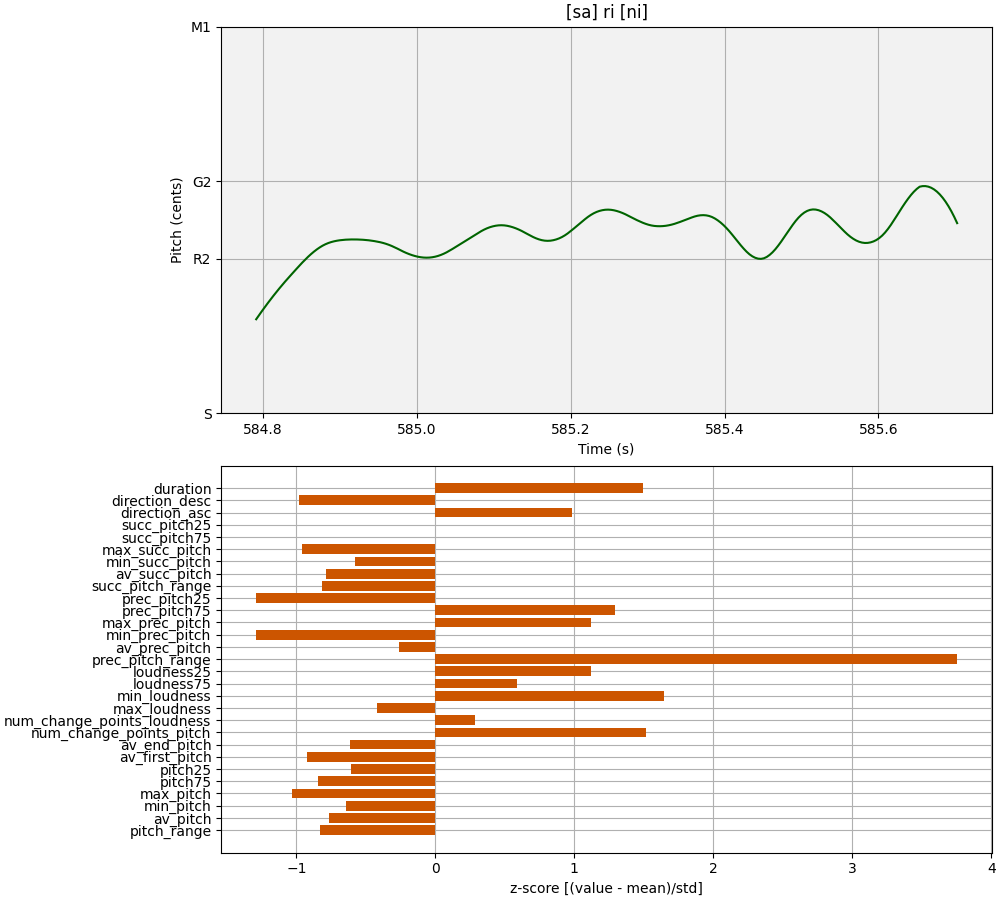 [sa] ri [ni]
M1
G2
R2
S
Pitch (cents)
584.8 585.0 585.2 585.4 585.6
Time (s)
duration
direction_desc
direction_asc
succ_pitch25
succ_pitch75
max_succ_pitch
min_succ_pitch
av_succ_pitch
succ_pitch_range
prec_pitch25
prec_pitch75
max_prec_pitch
min_prec_pitch
av_prec_pitch
prec_pitch_range
loudness25
loudness75
min_loudness
max_loudness
num_change_points_loudness
num_change_points_pitch
av_end_pitch
av_first_pitch
pitch25
pitch75
max_pitch
min_pitch
av_pitch
pitch_range
−1 0 1 2 3 4
z-score [(value - mean)/std]